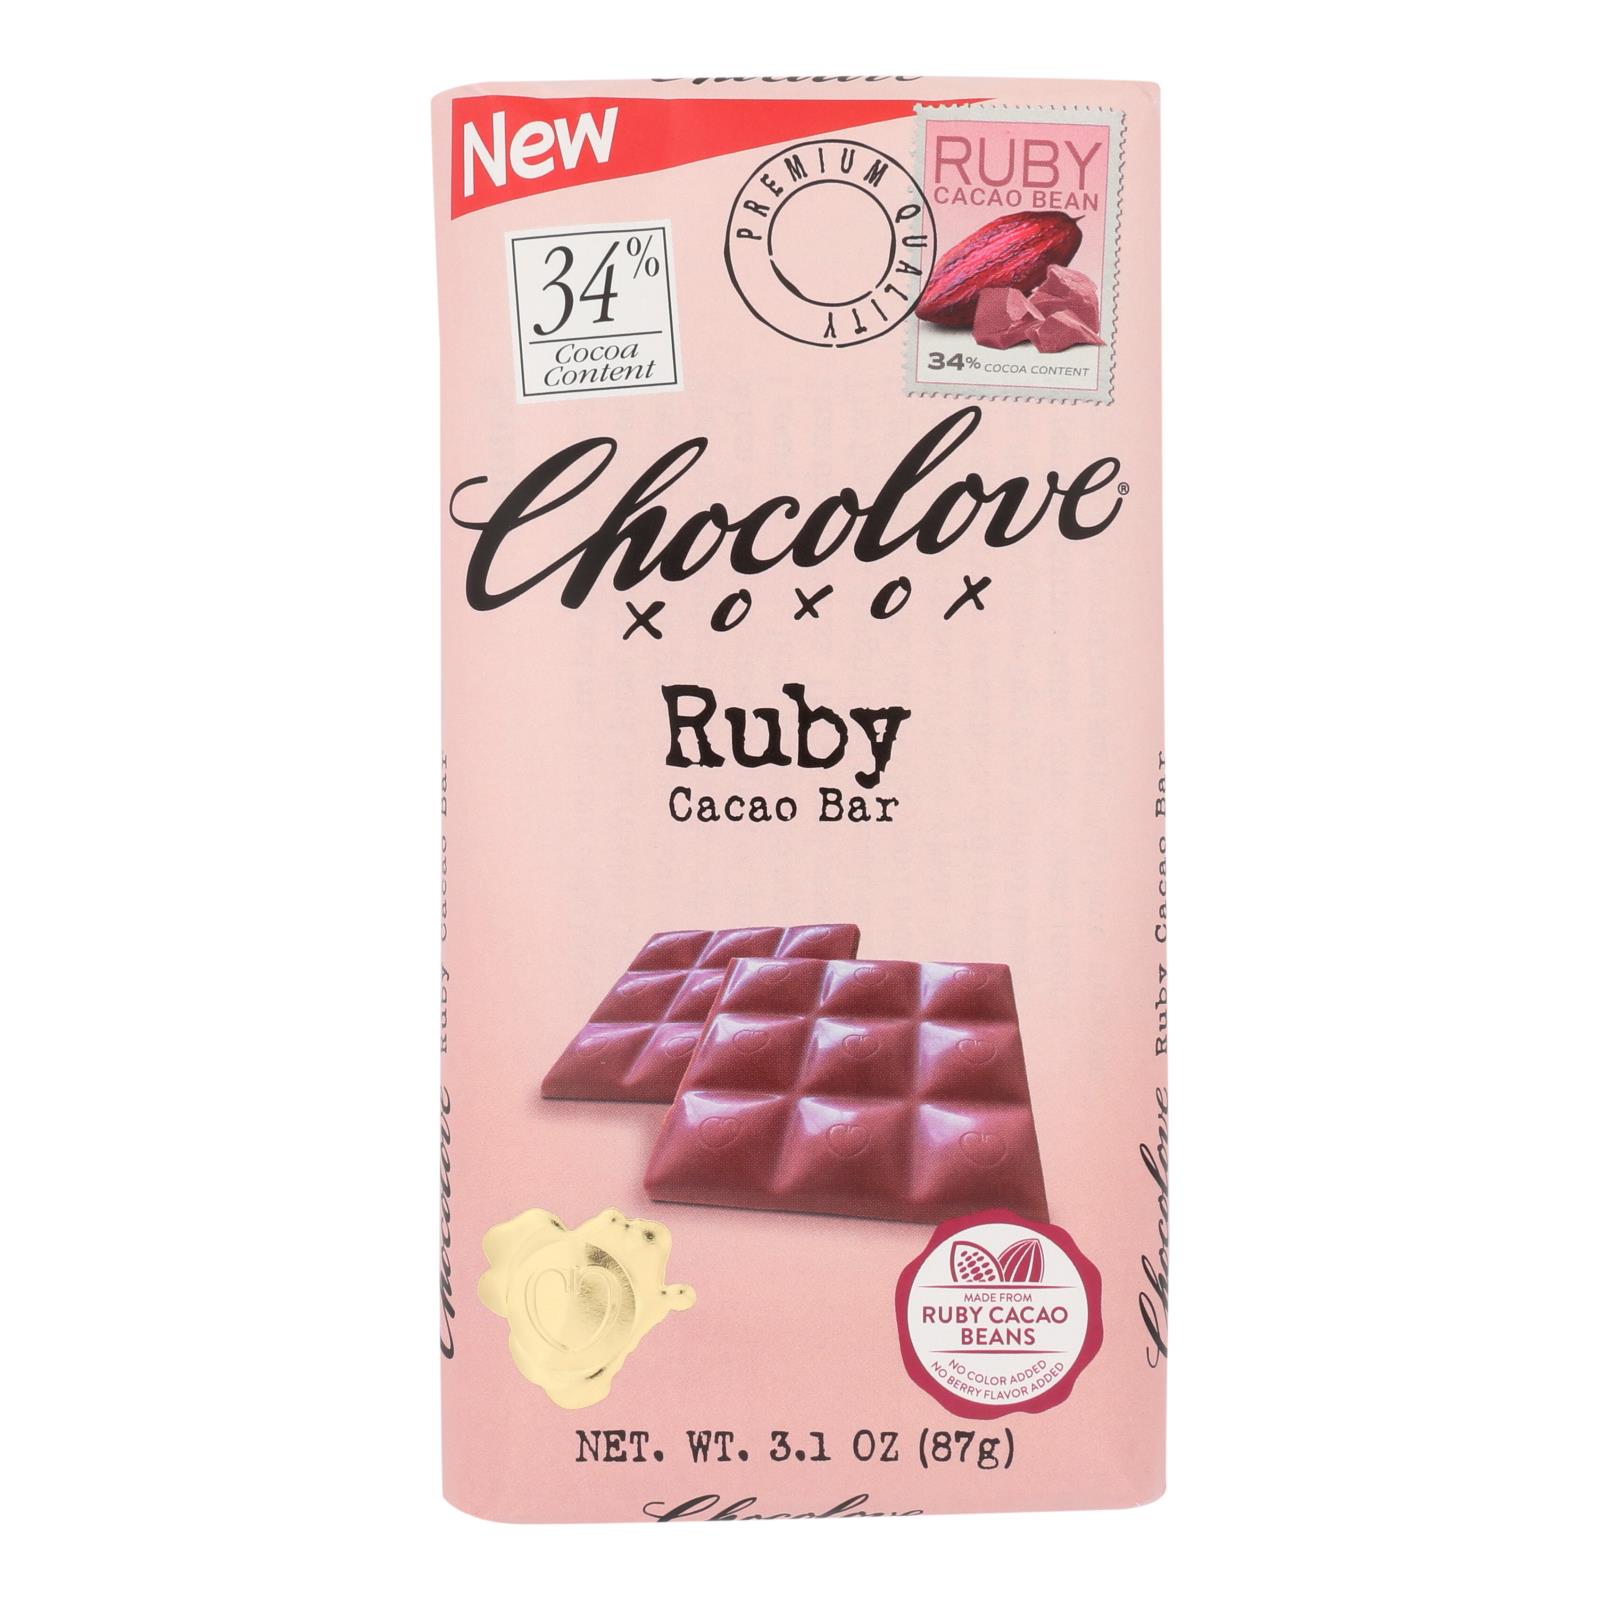 New
PREMIUM QUALITY
RUBY
CACAO BEAN
34% COCOA CONTENT
34%
Cocoa
Content
Chocolove®
x o x o x
Ruby
Cacao Bar
MADE FROM
RUBY CACAO
BEANS
NO COLOR ADDED
NO BERRY FLAVOR ADDED
NET. WT. 3.1 OZ (87g)
Chocolove Ruby Cacao Bar
Chocolove Ruby Cacao Bar
Chocolove
Chocolove